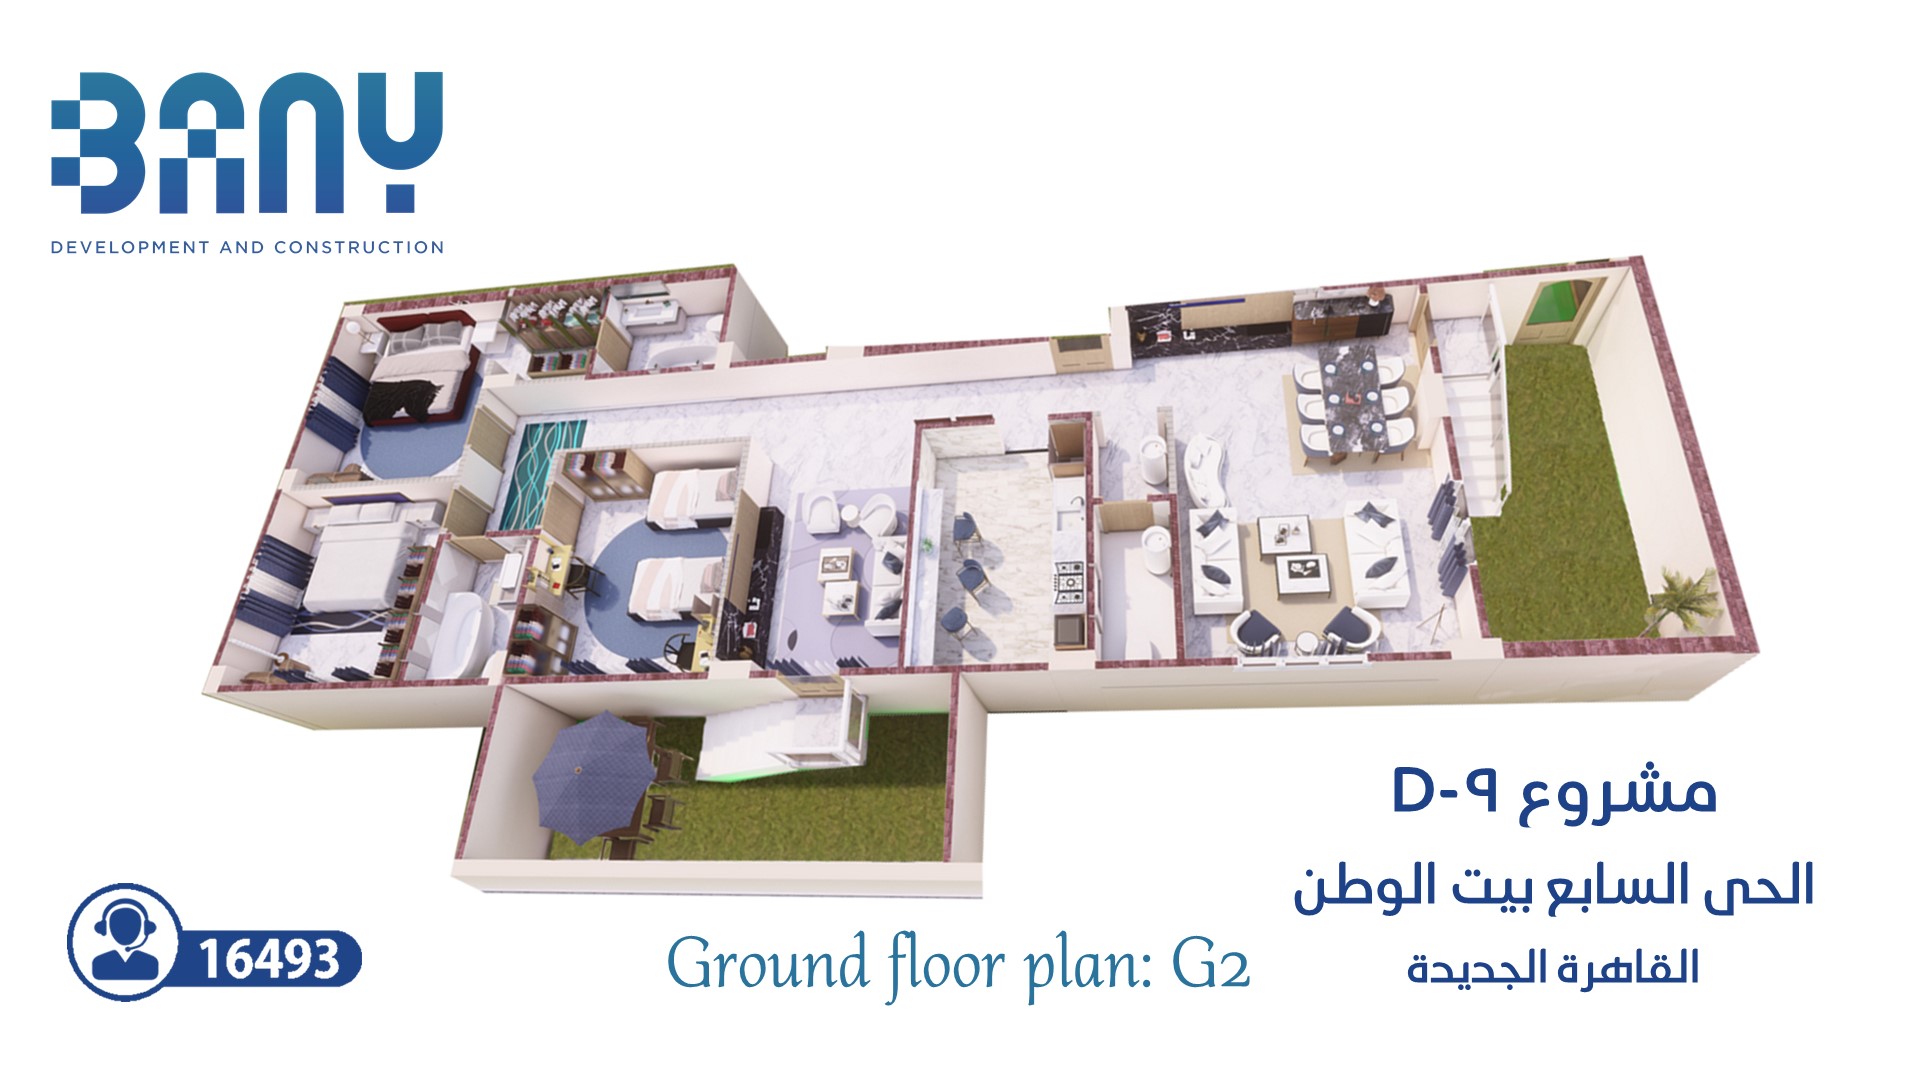 BANY
DEVELOPMENT AND CONSTRUCTION
مشروع D-٩
الحى السابع بيت الوطن
القاهرة الجديدة
Ground floor plan: G2
16493